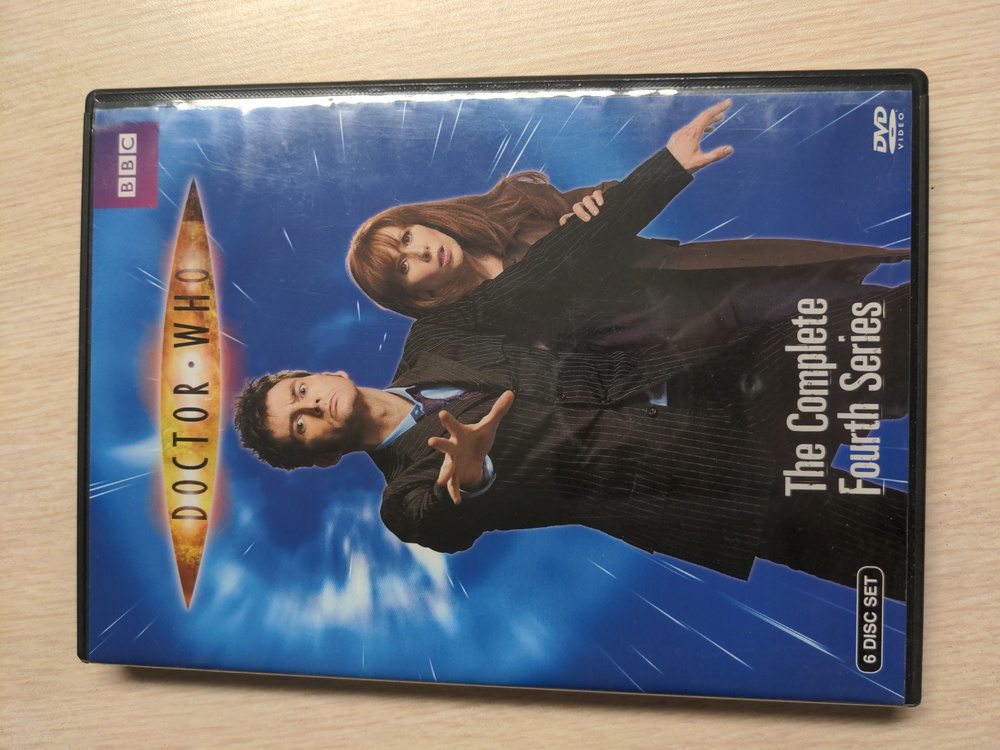 BBC
DOCTOR • WHO
The Complete
Fourth Series
6 DISC SET
DVD
VIDEO